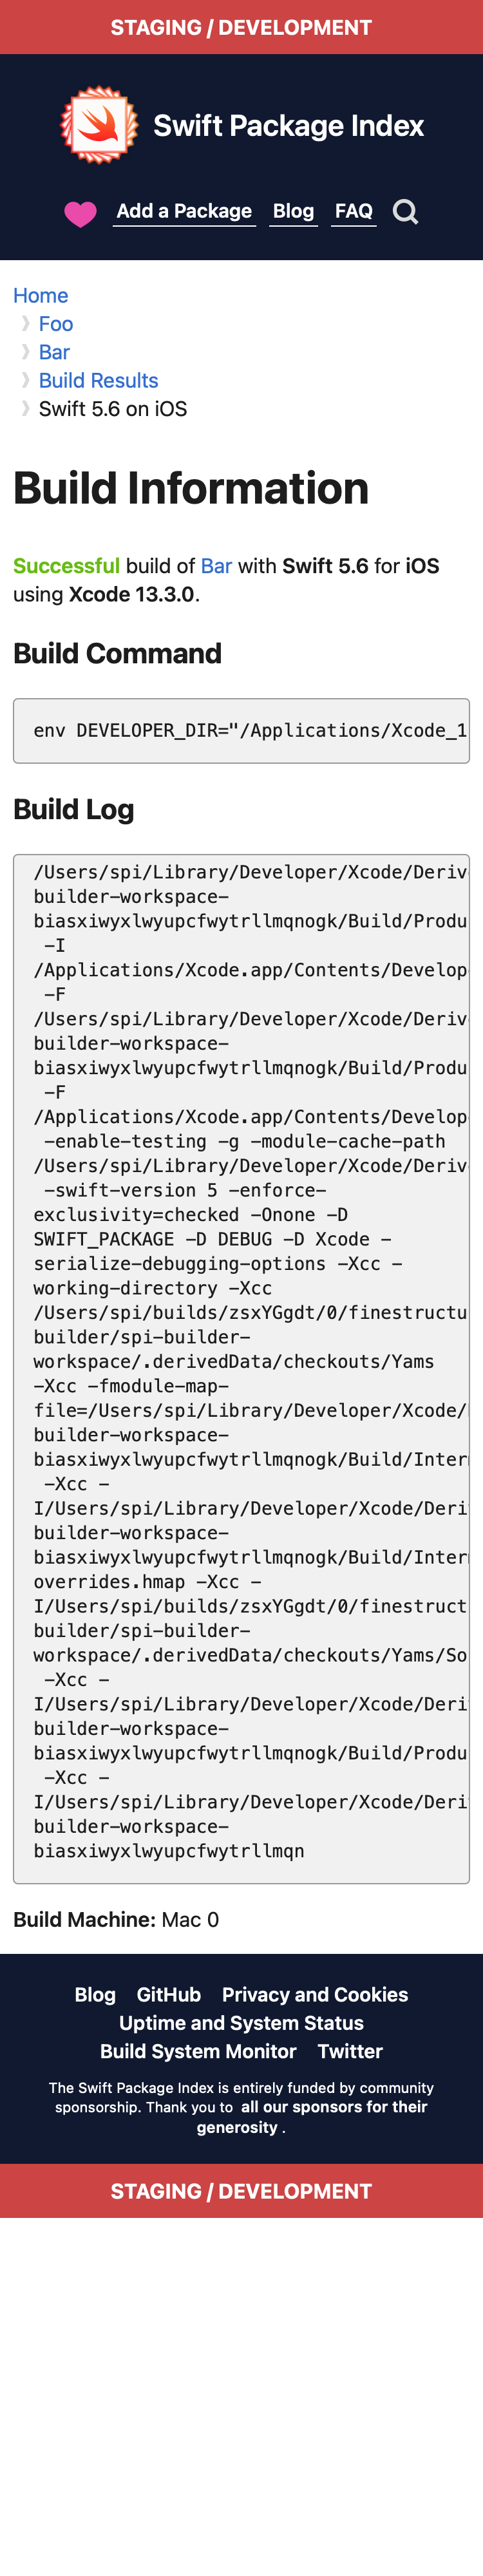 STAGING / DEVELOPMENT
Swift Package Index
Add a Package Blog FAQ
Home
Foo
Bar
Build Results
Swift 5.6 on iOS
Build Information
Successful build of Bar with Swift 5.6 for iOS
using Xcode 13.3.0.
Build Command
env DEVELOPER_DIR="/Applications/Xcode_1
Build Log
/Users/spi/Library/Developer/Xcode/Deriv
builder-workspace-
biasxiwyxlwyupcfwytrllmqnogk/Build/Produ
-I
/Applications/Xcode.app/Contents/Develop
-F
/Users/spi/Library/Developer/Xcode/Deriv
builder-workspace-
biasxiwyxlwyupcfwytrllmqnogk/Build/Produ
-F
/Applications/Xcode.app/Contents/Develop
-enable-testing -g -module-cache-path
/Users/spi/Library/Developer/Xcode/Deriv
-swift-version 5 -enforce-
exclusivity=checked -Onone -D
SWIFT_PACKAGE -D DEBUG -D Xcode -
serialize-debugging-options -Xcc -
working-directory -Xcc
/Users/spi/builds/zsxYGgdt/0/finestructu
builder/spi-builder-
workspace/.derivedData/checkouts/Yams
-Xcc -fmodule-map-
file=/Users/spi/Library/Developer/Xcode/
builder-workspace-
biasxiwyxlwyupcfwytrllmqnogk/Build/Inter
-Xcc -
I/Users/spi/Library/Developer/Xcode/Deri
builder-workspace-
biasxiwyxlwyupcfwytrllmqnogk/Build/Inter
overrides.hmap -Xcc -
I/Users/spi/builds/zsxYGgdt/0/finestruct
builder/spi-builder-
workspace/.derivedData/checkouts/Yams/So
-Xcc -
I/Users/spi/Library/Developer/Xcode/Deri
builder-workspace-
biasxiwyxlwyupcfwytrllmqnogk/Build/Produ
-Xcc -
I/Users/spi/Library/Developer/Xcode/Deri
builder-workspace-
biasxiwyxlwyupcfwytrllmqn
Build Machine: Mac 0
Blog GitHub Privacy and Cookies
Uptime and System Status
Build System Monitor Twitter
The Swift Package Index is entirely funded by community
sponsorship. Thank you to all our sponsors for their
generosity .
STAGING / DEVELOPMENT